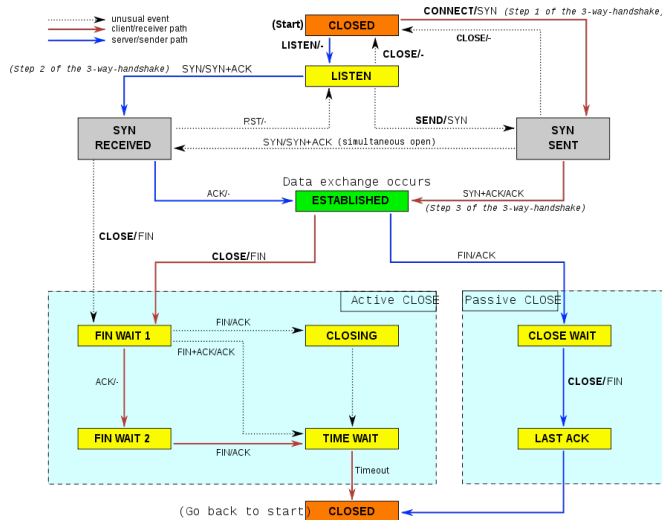 unusual event
client/receiver path
server/sender path
(Start)
CLOSED
CONNECT/SYN (Step 1 of the 3-way-handshake)
LISTEN/-
CLOSE/-
CLOSE/-
(Step 2 of the 3-way-handshake)
SYN/SYN+ACK
LISTEN
SYN
RECEIVED
RST/-
SEND/SYN
SYN/SYN+ACK (simultaneous open)
SYN
SENT
Data exchange occurs
ACK/-
ESTABLISHED
SYN+ACK/ACK
(Step 3 of the 3-way-handshake)
CLOSE/FIN
CLOSE/FIN
FIN/ACK
Active CLOSE
Passive CLOSE
FIN WAIT 1
FIN/ACK
CLOSING
CLOSE WAIT
FIN+ACK/ACK
ACK/-
CLOSE/FIN
FIN WAIT 2
FIN/ACK
TIME WAIT
LAST ACK
Timeout
(Go back to start)
CLOSED